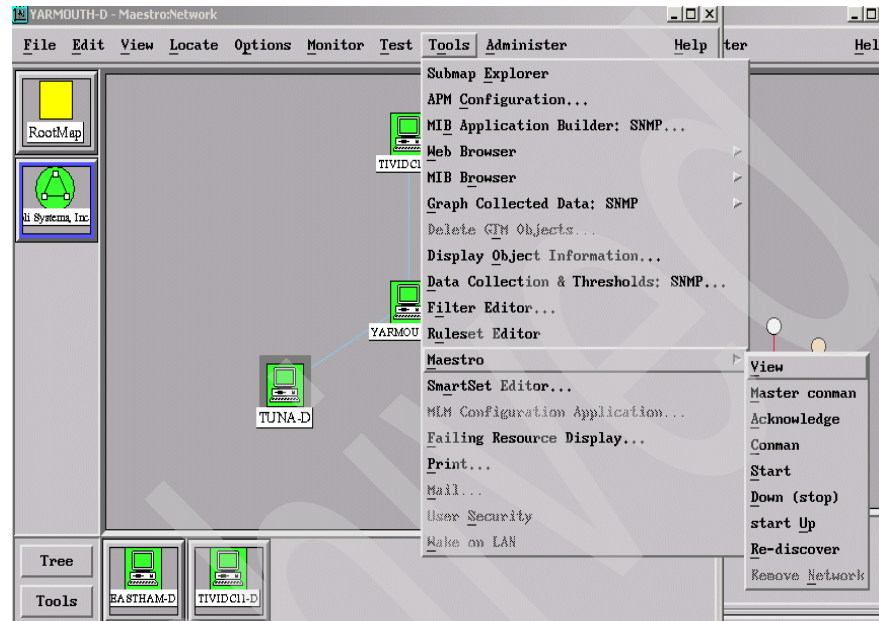 YARMOUTH-D - Maestro:Network
File Edit View Locate Options Monitor Test Tools Administer Help
ter Hel
RootMap
li Systems, Inc
TIVIDC1
YARMOU
TUNA-D
Submap Explorer
APM Configuration...
MIB Application Builder: SNMP...
Web Browser
MIB Browser
Graph Collected Data: SNMP
Delete GTM Objects...
Display Object Information...
Data Collection & Thresholds: SNMP...
Filter Editor...
Ruleset Editor
Maestro
SmartSet Editor...
MLM Configuration Application...
Failing Resource Display...
Print...
Mail...
User Security
Wake on LAN
View
Master conman
Acknowledge
Conman
Start
Down (stop)
start Up
Re-discover
Remove Network
Tree
Tools
EASTHAM-D
TIVIDC11-D